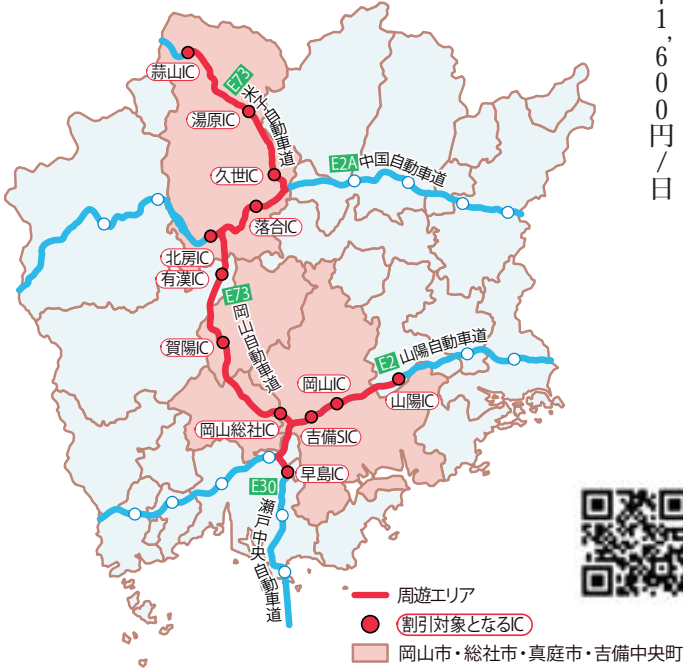 1,600円/日
蒜山IC
E73
米子自動車道
湯原IC
久世IC
E2A
中国自動車道
落合IC
北房IC
有漢IC
E73
岡山自動車道
賀陽IC
E2
山陽自動車道
岡山IC
山陽IC
岡山総社IC
吉備SIC
早島IC
E30
瀬戸中央自動車道
周遊エリア
割引対象となるIC
岡山市・総社市・真庭市・吉備中央町